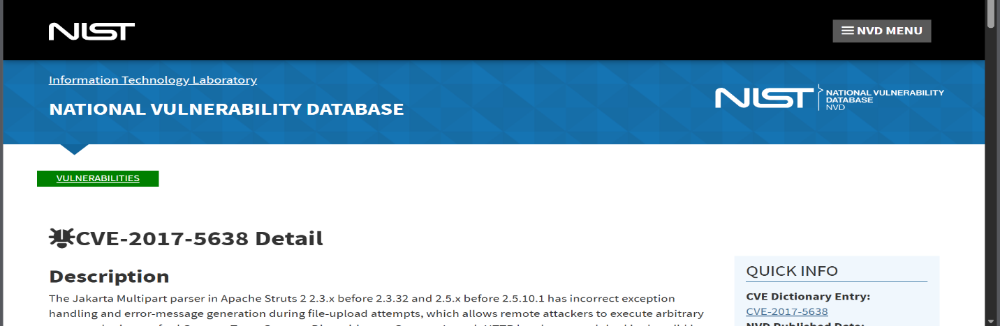 NIST
NVD MENU
Information Technology Laboratory
NATIONAL VULNERABILITY DATABASE
NIST
NATIONAL VULNERABILITY
DATABASE
NVD
VULNERABILITIES
CVE-2017-5638 Detail
Description
The Jakarta Multipart parser in Apache Struts 2 2.3.x before 2.3.32 and 2.5.x before 2.5.10.1 has incorrect exception
handling and error-message generation during file-upload attempts, which allows remote attackers to execute arbitrary
QUICK INFO
CVE Dictionary Entry:
CVE-2017-5638
NVD Published Date: